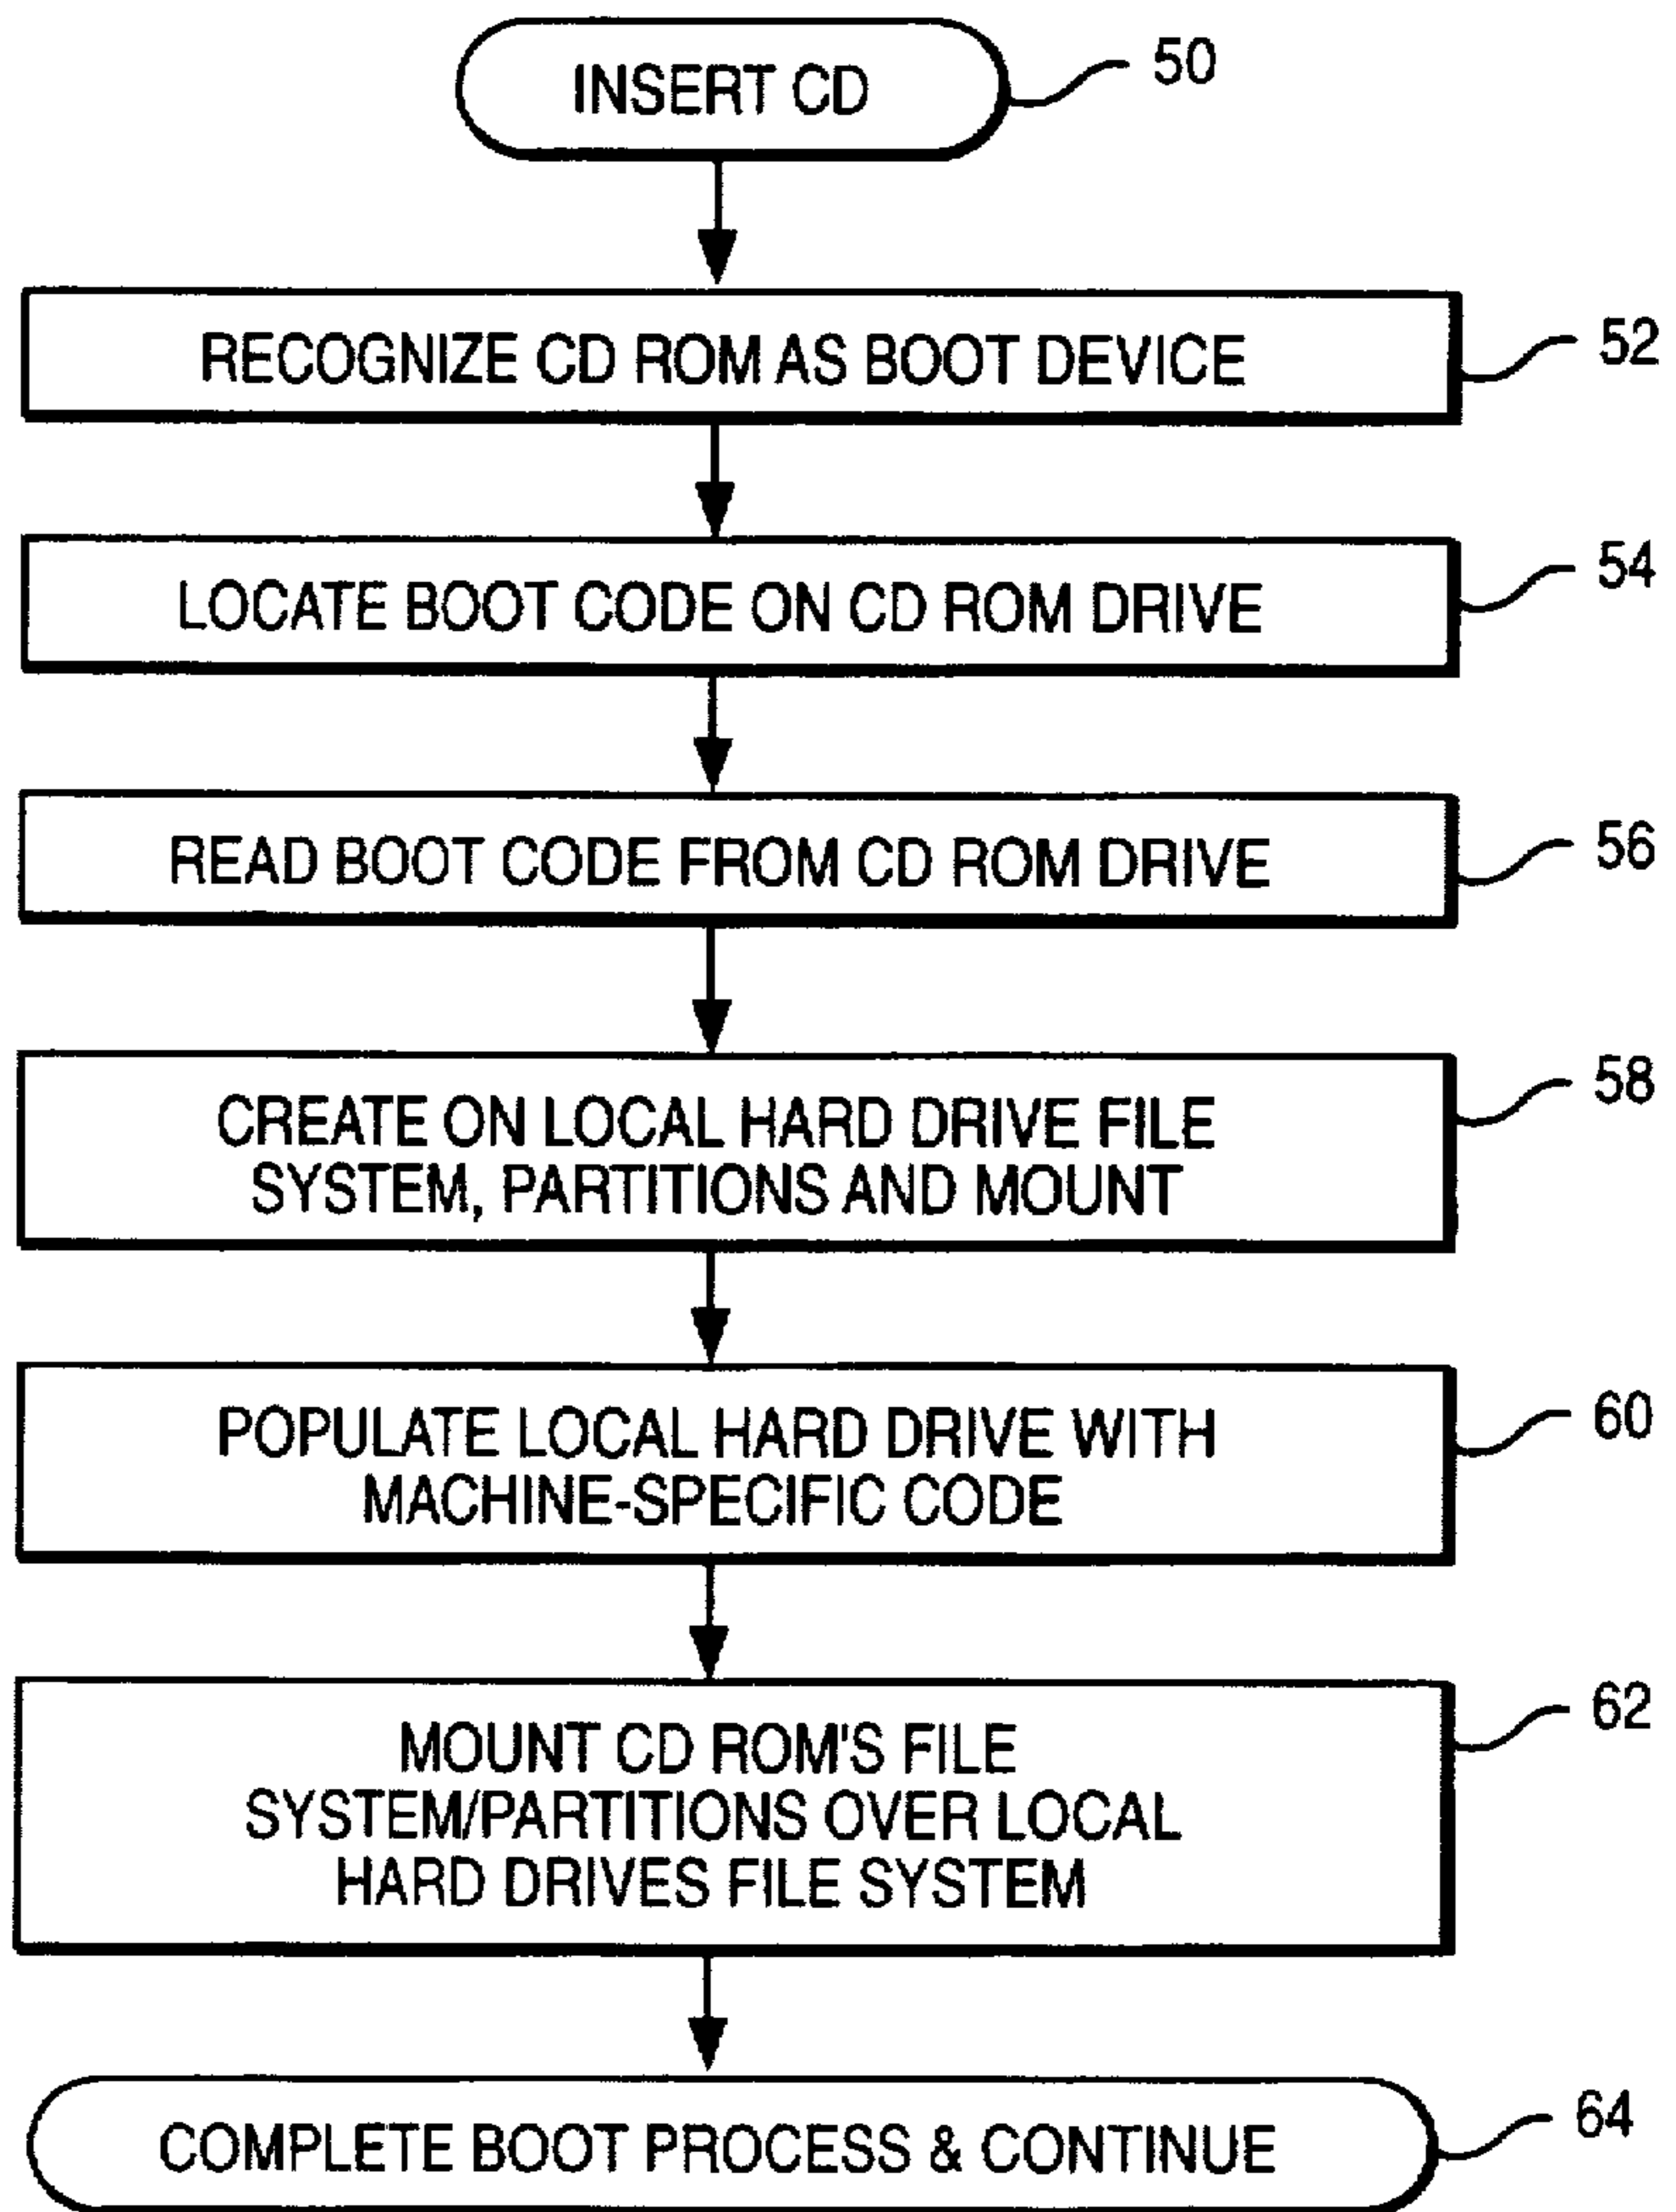 INSERT CD
50
RECOGNIZE CD ROM AS BOOT DEVICE
52
LOCATE BOOT CODE ON CD ROM DRIVE
54
READ BOOT CODE FROM CD ROM DRIVE
56
CREATE ON LOCAL HARD DRIVE FILE
SYSTEM, PARTITIONS AND MOUNT
58
POPULATE LOCAL HARD DRIVE WITH
MACHINE-SPECIFIC CODE
60
MOUNT CD ROM'S FILE
SYSTEM/PARTITIONS OVER LOCAL
HARD DRIVES FILE SYSTEM
62
COMPLETE BOOT PROCESS & CONTINUE
64